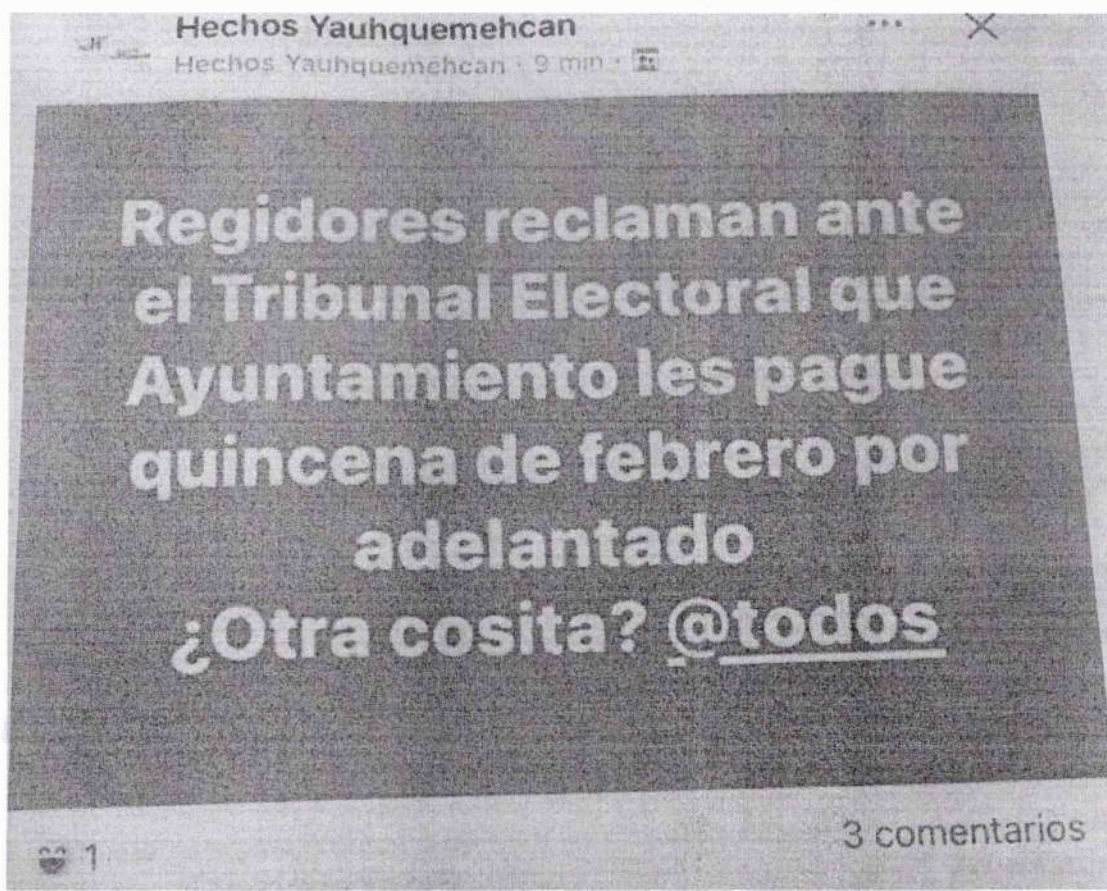 Hechos Yauhquemehcan
Hechos Yauhquemehcan · 9 min ·
Regidores reclaman ante
el Tribunal Electoral que
Ayuntamiento les pague
quincena de febrero por
adelantado
¿Otra cosita? @todos
1
3 comentarios